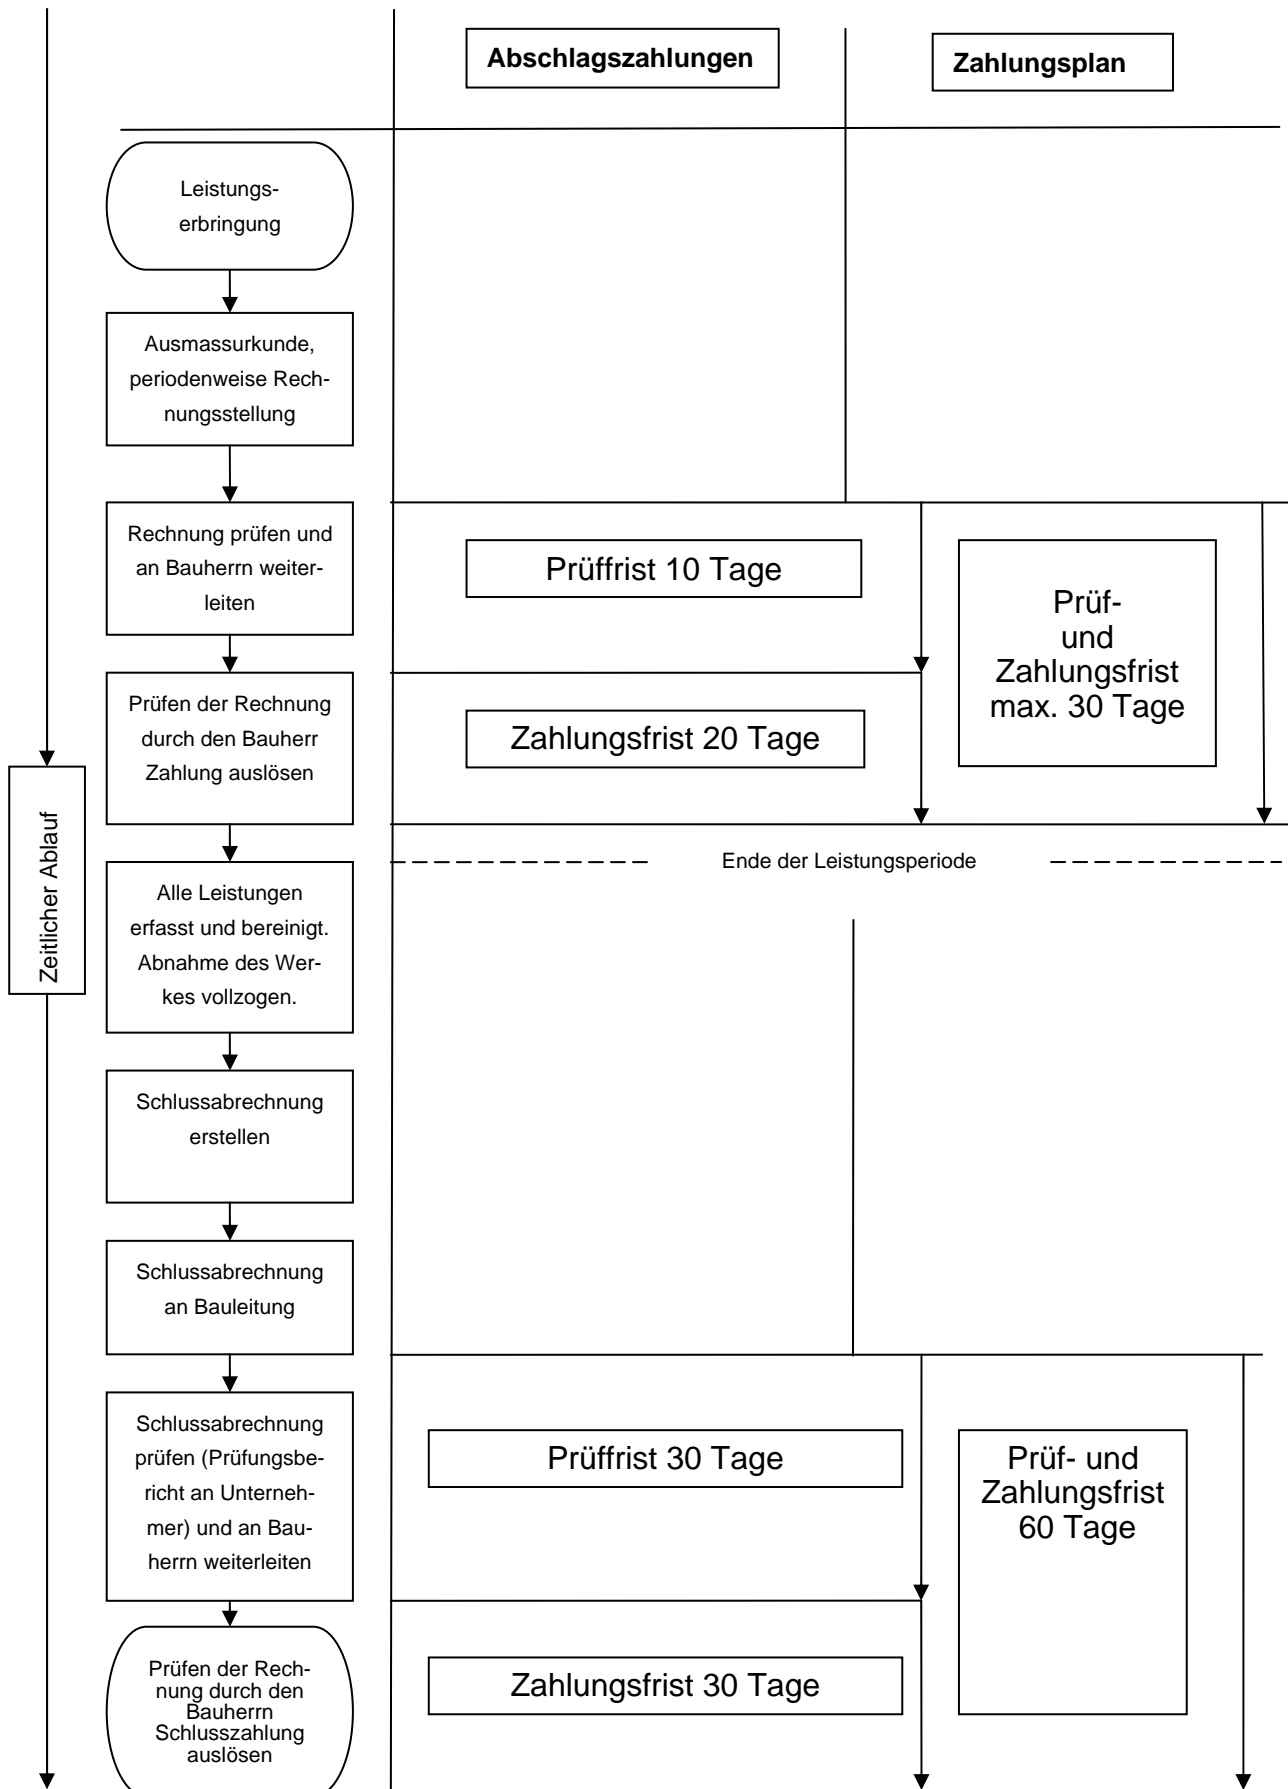 Abschlagszahlungen
Zahlungsplan
Leistungs-
erbringung
Ausmassurkunde,
periodenweise Rech-
nungsstellung
Rechnung prüfen und
an Bauherrn weiter-
leiten
Prüffrist 10 Tage
Prüf-
und
Zahlungsfrist
max. 30 Tage
Prüfen der Rechnung
durch den Bauherr
Zahlung auslösen
Zahlungsfrist 20 Tage
Zeitlicher Ablauf
Ende der Leistungsperiode
Alle Leistungen
erfasst und bereinigt.
Abnahme des Wer-
kes vollzogen.
Schlussabrechnung
erstellen
Schlussabrechnung
an Bauleitung
Schlussabrechnung
prüfen (Prüfungsbe-
richt an Unterneh-
mer) und an Bau-
herrn weiterleiten
Prüffrist 30 Tage
Prüf- und
Zahlungsfrist
60 Tage
Prüfen der Rech-
nung durch den
Bauherrn
Schlusszahlung
auslösen
Zahlungsfrist 30 Tage